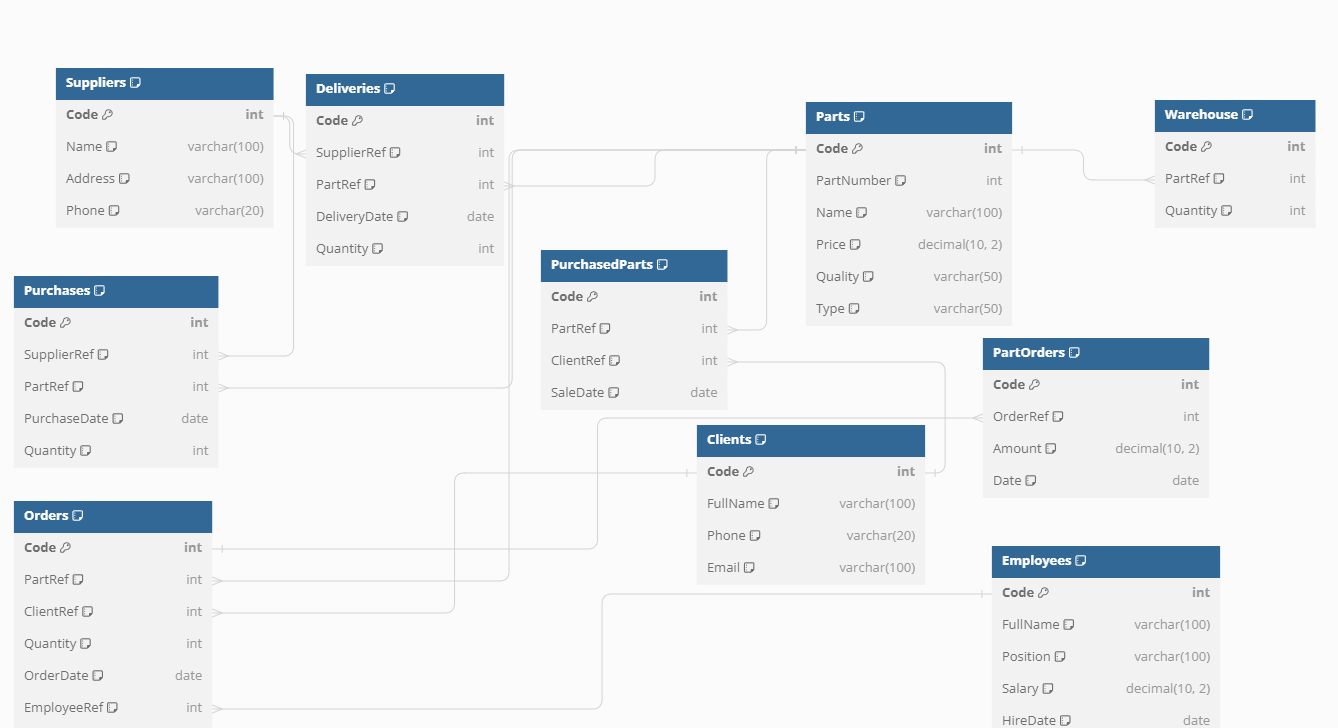 Suppliers
Code int
Name varchar(100)
Address varchar(100)
Phone varchar(20)
Deliveries
Code int
SupplierRef int
PartRef int
DeliveryDate date
Quantity int
Parts
Code int
PartNumber int
Name varchar(100)
Price decimal(10, 2)
Quality varchar(50)
Type varchar(50)
Warehouse
Code int
PartRef int
Quantity int
Purchases
Code int
SupplierRef int
PartRef int
PurchaseDate date
Quantity int
PurchasedParts
Code int
PartRef int
ClientRef int
SaleDate date
PartOrders
Code int
OrderRef int
Amount decimal(10, 2)
Date date
Clients
Code int
FullName varchar(100)
Phone varchar(20)
Email varchar(100)
Orders
Code int
PartRef int
ClientRef int
Quantity int
OrderDate date
EmployeeRef int
Employees
Code int
FullName varchar(100)
Position varchar(100)
Salary decimal(10, 2)
HireDate date